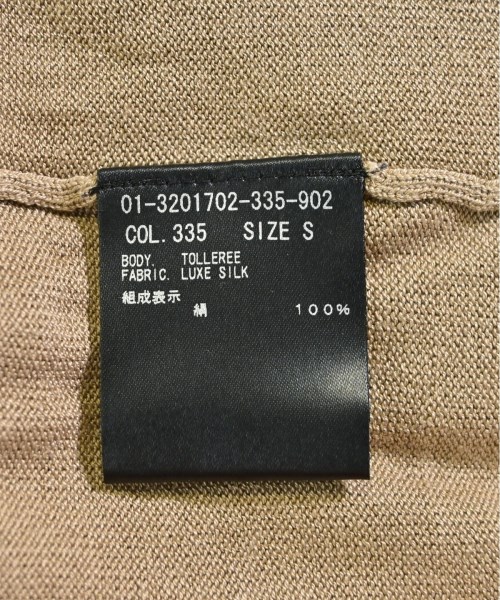 01-3201702-335-902
COL. 335 SIZE S
BODY. TOLLEREE
FABRIC. LUXE SILK
組成表示
絹 100%